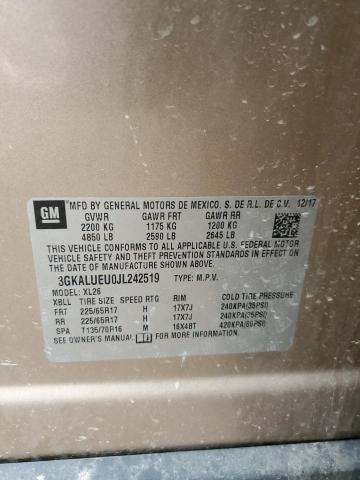 GM
MFD BY GENERAL MOTORS DE MEXICO, S. DE R.L. DE C.V. 12/17
GVWR GAWR FRT GAWR RR
2200 KG 1175 KG 1200 KG
4850 LB 2590 LB 2645 LB
THIS VEHICLE CONFORMS TO ALL APPLICABLE U.S. FEDERAL MOTOR
VEHICLE SAFETY AND THEFT PREVENTION STANDARDS IN EFFECT ON
THE DATE OF MANUFACTURE SHOWN ABOVE.
3GKALUEU0JL242519 TYPE: M.P.V.
MODEL: XL26
XBLL TIRE SIZE SPEED RTG RIM COLD TIRE PRESSURE
FRT 225/65R17 H 17X7J 240KPA(35PSI)
RR 225/65R17 H 17X7J 240KPA(35PSI)
SP T135/70R16 M 16X4BT 420KPA(60PSI)
SEE OWNER'S MANUAL FOR MORE INFORMATION.